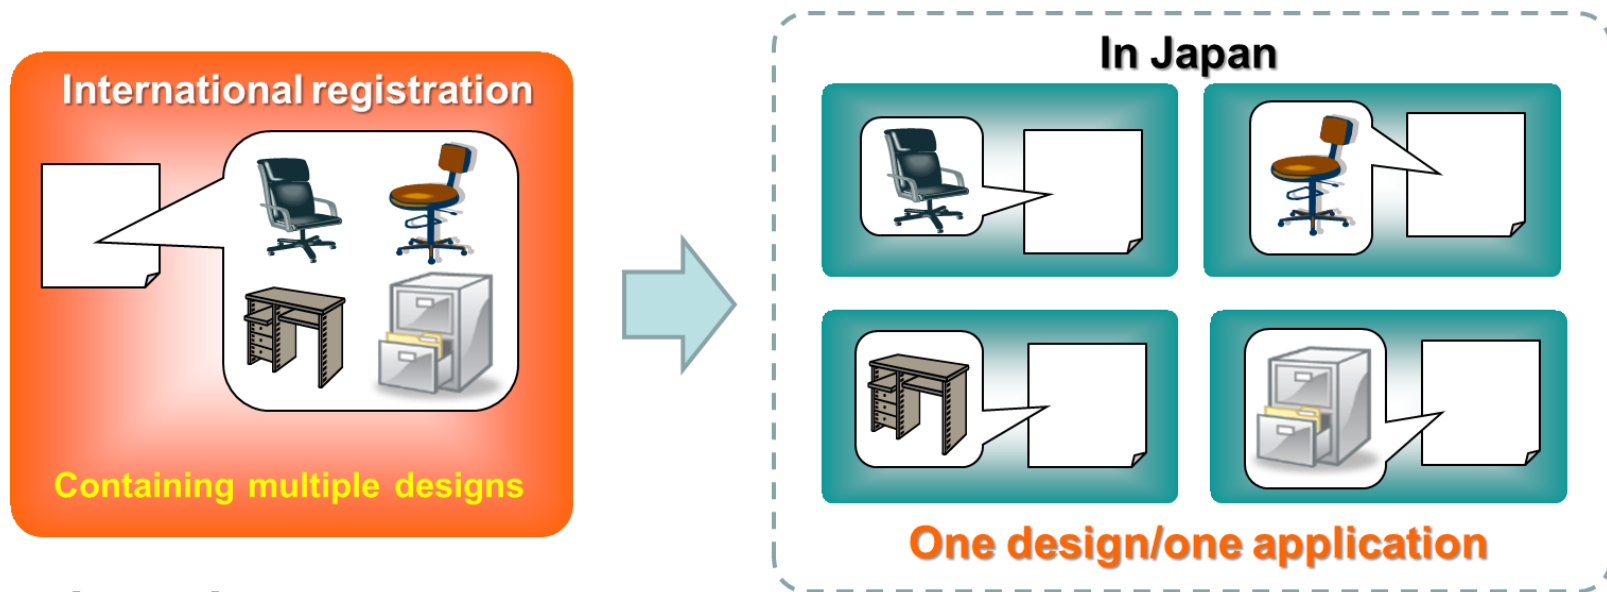 International registration
Containing multiple designs
In Japan
One design/one application